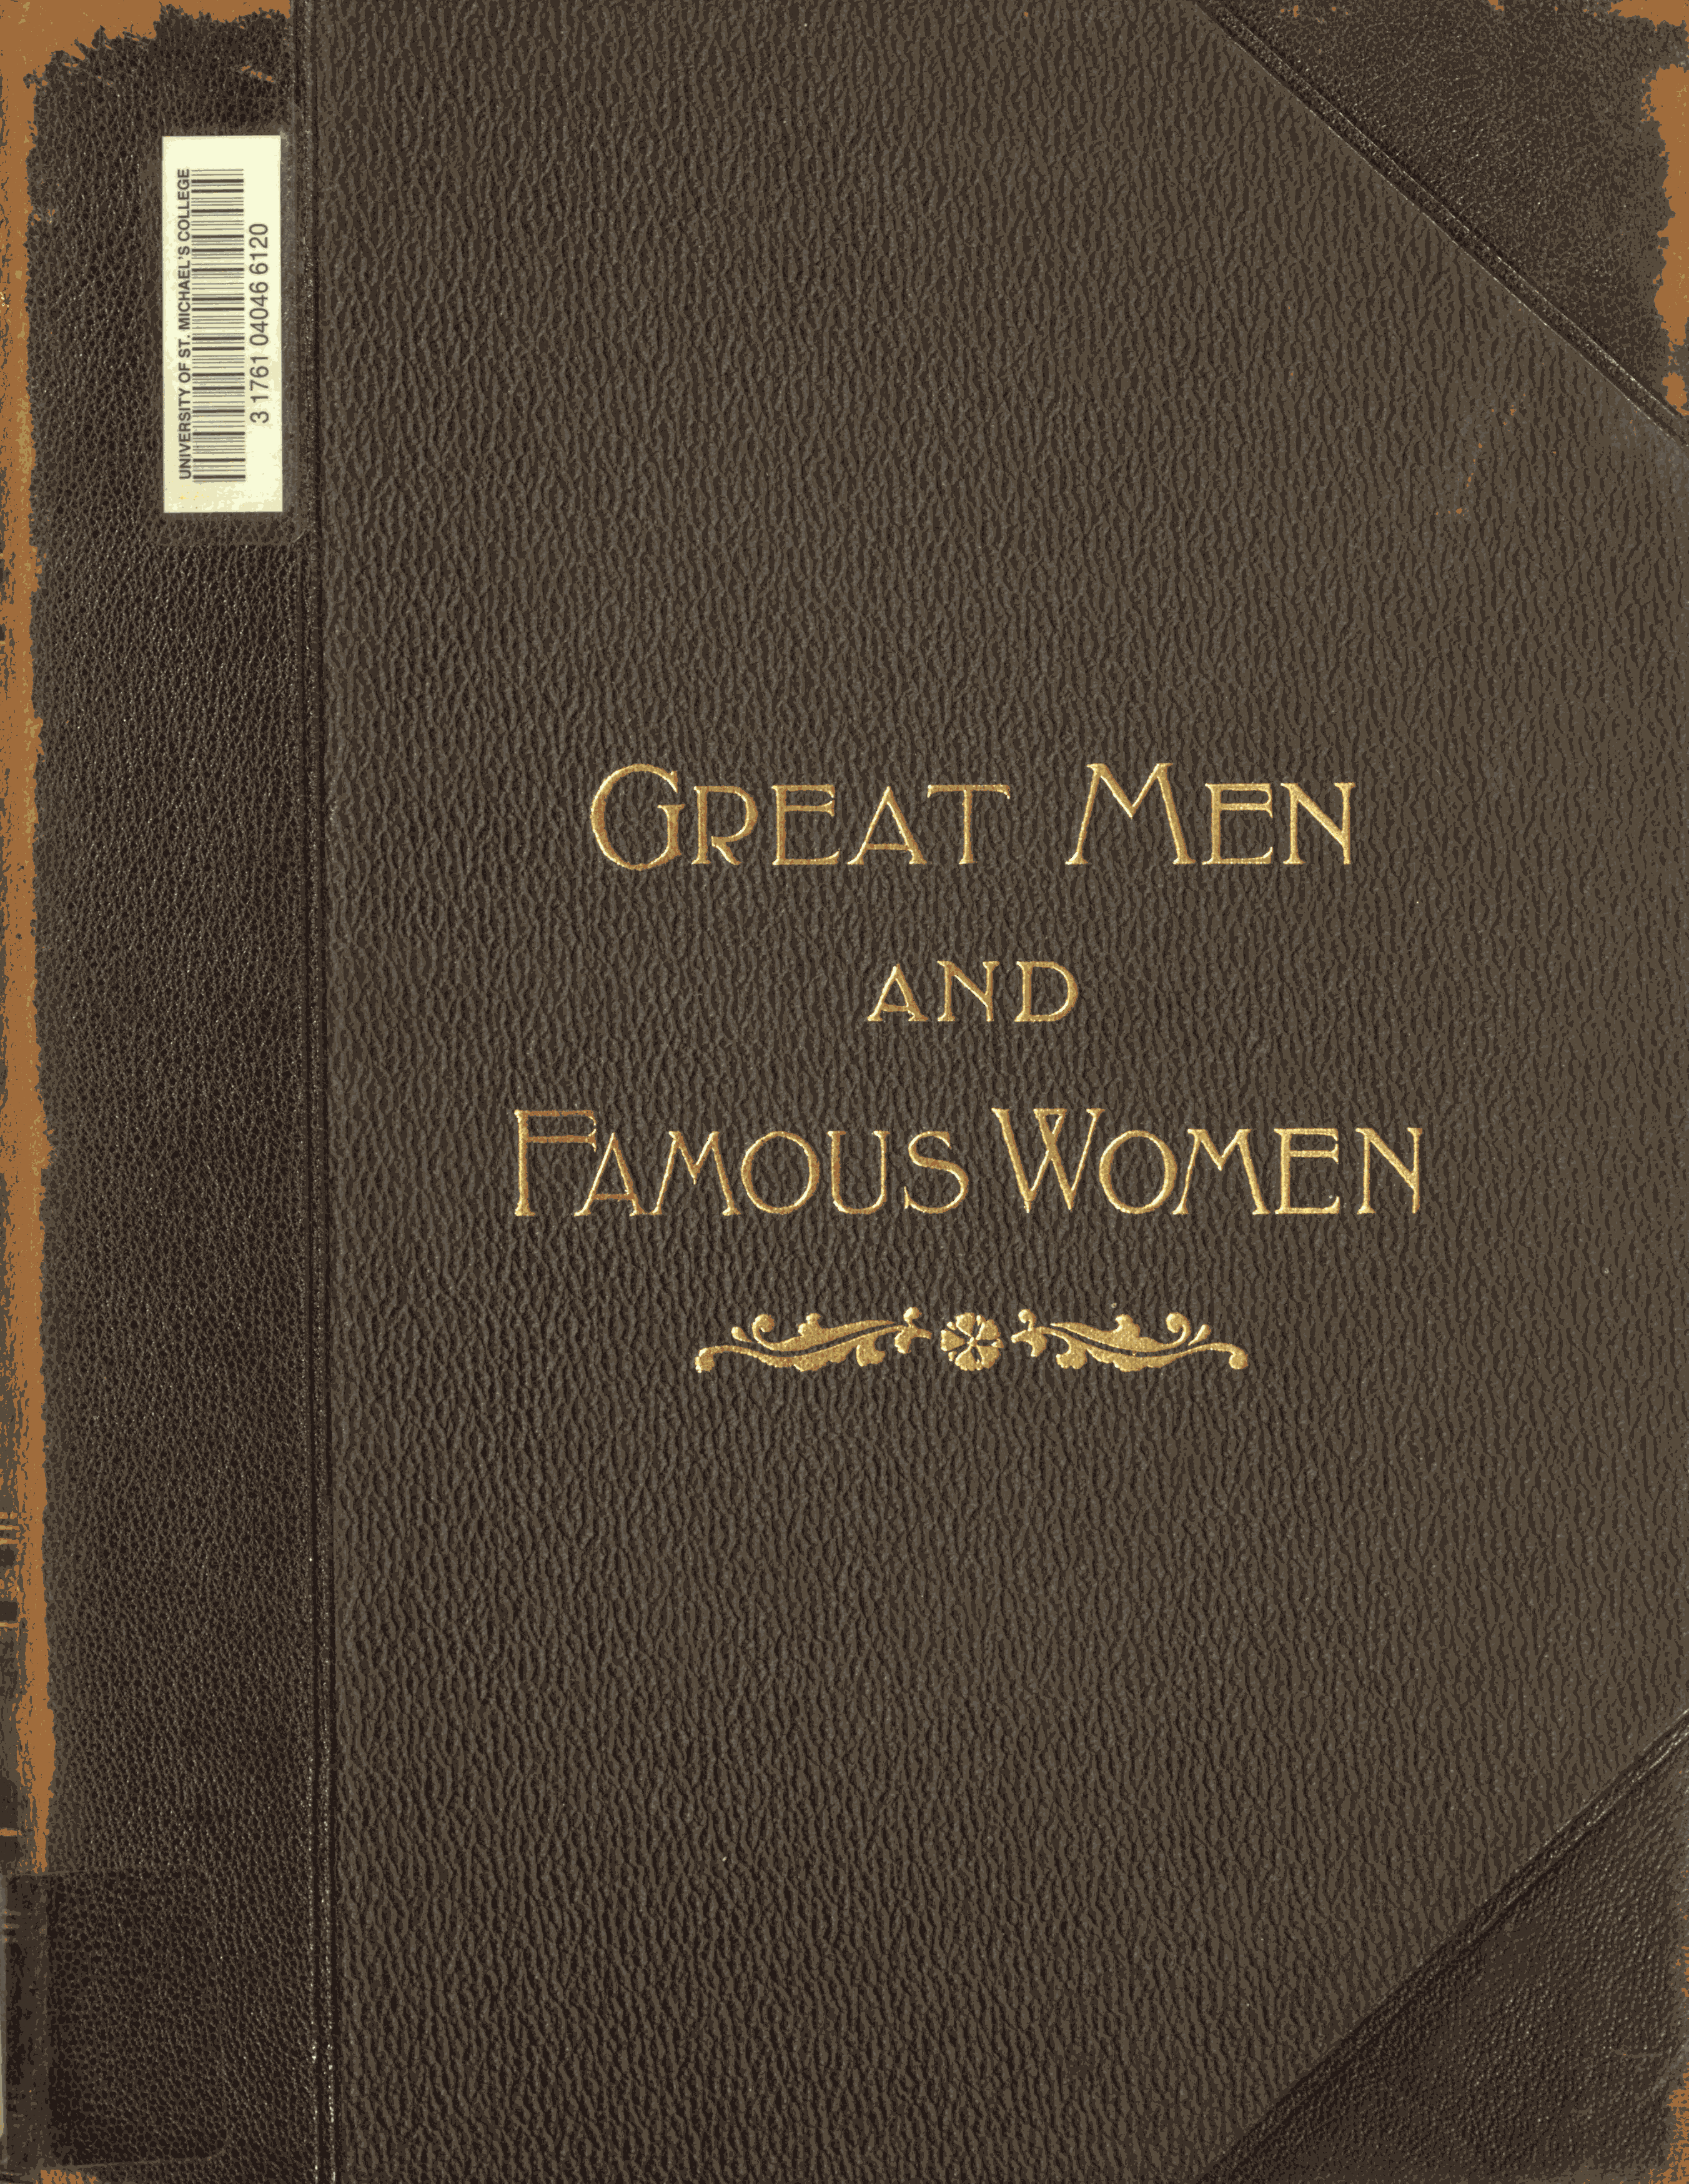 UNIVERSITY OF ST. MICHAEL'S COLLEGE
3 1761 04046 6120
GREAT MEN
AND
FAMOUS WOMEN